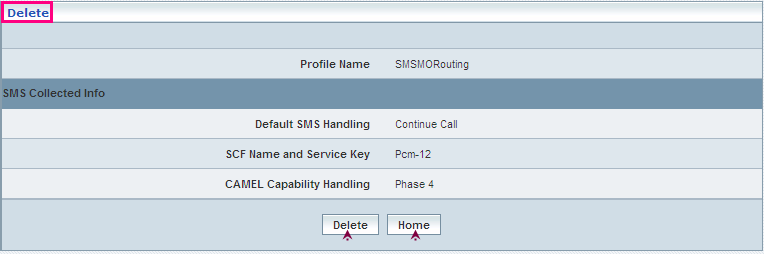 Delete
Profile Name SMSMORouting
SMS Collected Info
Default SMS Handling Continue Call
SCF Name and Service Key Pcm-12
CAMEL Capability Handling Phase 4
Delete Home